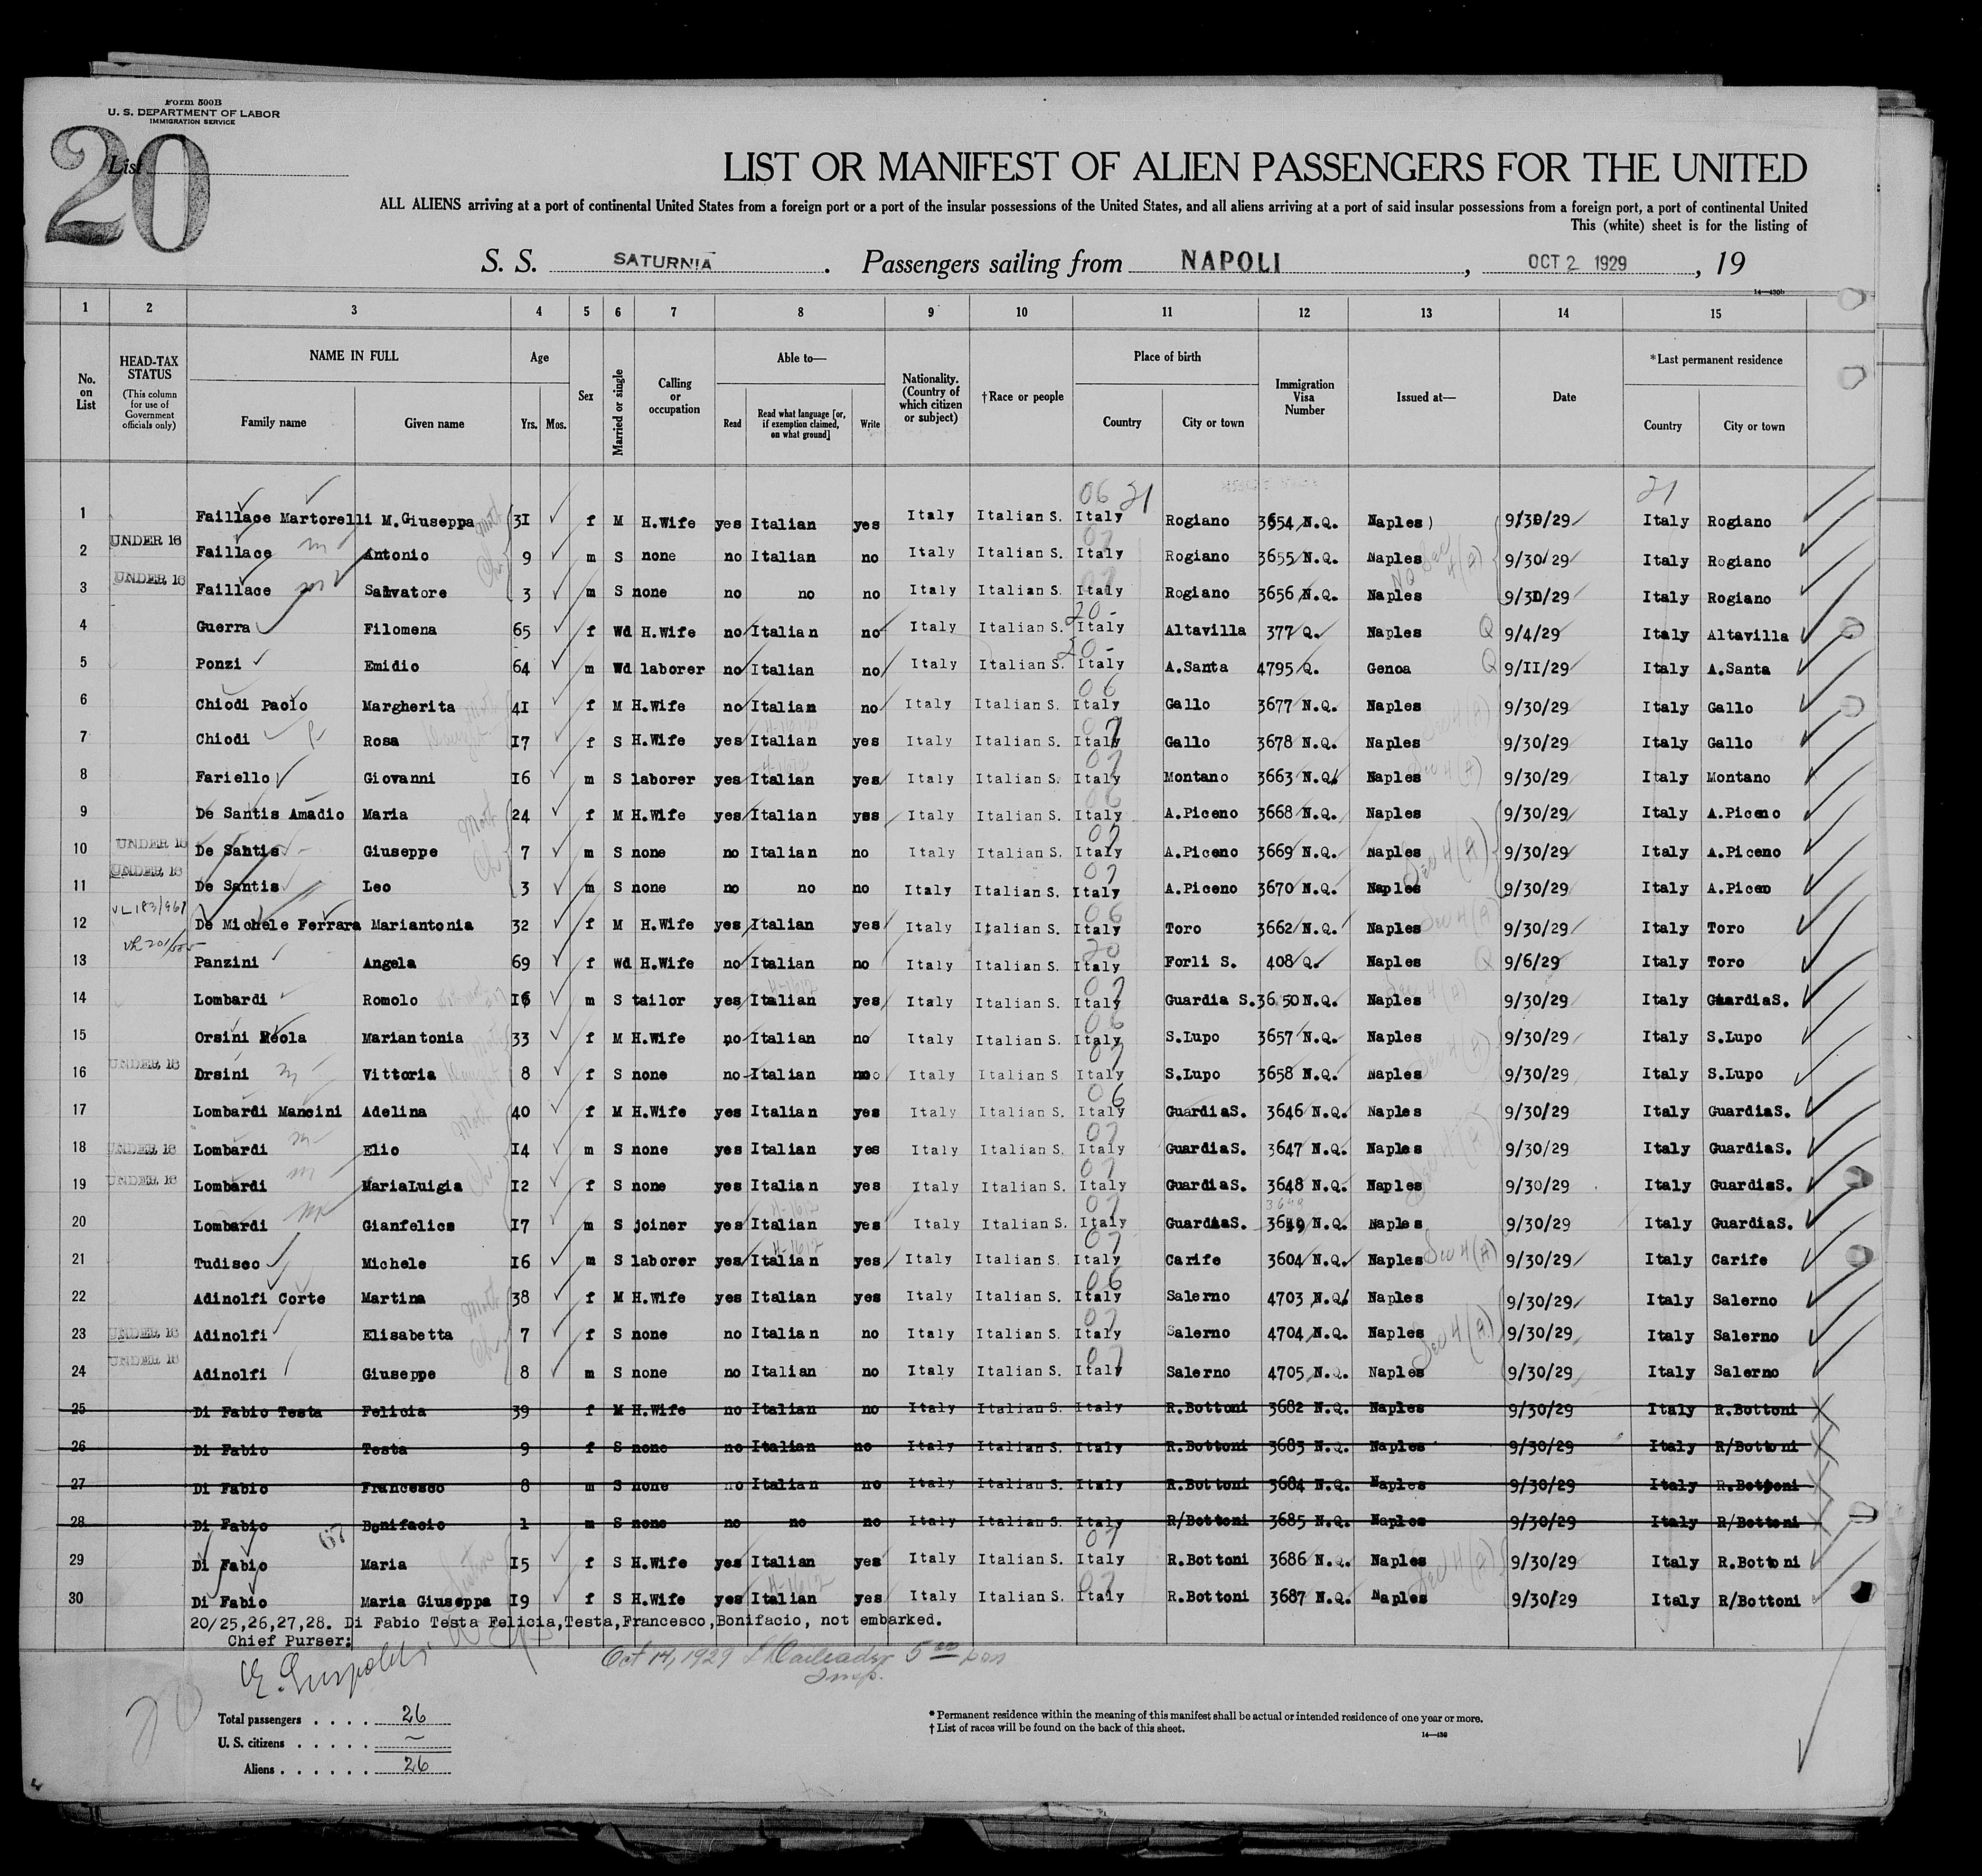 Form 500B
U. S. DEPARTMENT OF LABOR
IMMIGRATION SERVICE
20
List
LIST OR MANIFEST OF ALIEN PASSENGERS FOR THE UNITED
ALL ALIENS arriving at a port of continental United States from a foreign port or a port of the insular possessions of the United States, and all aliens arriving at a port of said insular possessions from a foreign port, a port of continental United
This (white) sheet is for the listing of
S. S. SATURNIA. Passengers sailing from NAPOLI, OCT 2 1929, 19
14—430b
1 2 3 4 5 6 7 8 9 10 11 12 13 14 15
No. on List
HEAD-TAX STATUS (This column for use of Government officials only)
NAME IN FULL
Family name Given name
Age
Yrs. Mos.
Sex
Married or single
Calling or occupation
Able to—
Read Read what language [or, if exemption claimed, on what ground] Write
Nationality. (Country of which citizen or subject)
†Race or people
Place of birth
Country City or town
Immigration Visa Number
Issued at—
Date
*Last permanent residence
Country City or town
06 21 21
1 Faillace Martorelli M.Giuseppa 31 f M H.Wife yes Italian yes Italy Italian S. Italy Rogiano 3654 N.Q. Naples) 9/30/29 Italy Rogiano
2 UNDER 16 Faillace Antonio 9 m S none no Italian no Italy Italian S. Italy Rogiano 3655 N.Q. Naples 9/30/29 Italy Rogiano
3 UNDER 16 Faillace Salvatore 3 m S none no no no Italy Italian S. Italy Rogiano 3656 N.Q. Naples 9/30/29 Italy Rogiano
4 Guerra Filomena 65 f Wd H.Wife no Italian no Italy Italian S. Italy Altavilla 377 Q. Naples Q 9/4/29 Italy Altavilla
5 Ponzi Emidio 64 m Wd laborer no Italian no Italy Italian S. Italy A.Santa 4795 Q. Genoa Q 9/II/29 Italy A.Santa
6 Chiodi Paolo Margherita 41 f M H.Wife no Italian no Italy Italian S. Italy Gallo 3677 N.Q. Naples 9/30/29 Italy Gallo
7 Chiodi Rosa 17 f S H.Wife yes Italian yes Italy Italian S. Italy Gallo 3678 N.Q. Naples 9/30/29 Italy Gallo
8 Fariello Giovanni 16 m S laborer yes Italian yes Italy Italian S. Italy Montano 3663 N.Q. Naples Sec 4(A) 9/30/29 Italy Montano
9 De Santis Amadio Maria 24 f M H.Wife yes Italian yss Italy Italian S. Italy A.Piceno 3668 N.Q. Naples 9/30/29 Italy A.Piceno
10 UNDER 16 De Santis Giuseppe 7 m S none no Italian no Italy Italian S. Italy A.Piceno 3669 N.Q. Naples Sec 4(A) 9/30/29 Italy A.Piceno
11 UNDER 16 De Santis Leo 3 m S none no no no Italy Italian S. Italy A.Piceno 3670 N.Q. Naples 9/30/29 Italy A.Piceo
12 De Michele Ferrara Mariantonia 32 f M H.Wife yes Italian yes Italy Italian S. Italy Toro 3662 N.Q. Naples Sec 4(A) 9/30/29 Italy Toro
13 Panzini Angela 69 f Wd H.Wife no Italian no Italy Italian S. Italy Forli S. 408 Q. Naples Q 9/6/29 Italy Toro
14 Lombardi Romolo 16 m S tailor yes Italian yes Italy Italian S. Italy Guardia S. 3650 N.Q. Naples 9/30/29 Italy GuardiaS.
15 Orsini Meola Mariantonia 33 f M H.Wife no Italian no Italy Italian S. Italy S.Lupo 3657 N.Q. Naples 9/30/29 Italy S.Lupo
16 UNDER 16 Orsini Vittoria 8 f S none no Italian no Italy Italian S. Italy S.Lupo 3658 N.Q. Naples 9/30/29 Italy S.Lupo
17 Lombardi Mancini Adelina 40 f M H.Wife yes Italian yes Italy Italian S. Italy GuardiaS. 3646 N.Q. Naples 9/30/29 Italy GuardiaS.
18 UNDER 16 Lombardi Elio 14 m S none yes Italian yes Italy Italian S. Italy GuardiaS. 3647 N.Q. Naples 9/30/29 Italy GuardiaS.
19 UNDER 16 Lombardi MariaLuigia 12 f S none yes Italian yes Italy Italian S. Italy GuardiaS. 3648 N.Q. Naples 9/30/29 Italy GuardiaS.
20 Lombardi Gianfelice 17 m S joiner yes Italian yes Italy Italian S. Italy GuardiaS. 3649 N.Q. Naples 9/30/29 Italy GuardiaS.
21 Tudisco Michele 16 m S laborer yes Italian yes Italy Italian S. Italy Carife 3604 N.Q. Naples Sec 4(A) 9/30/29 Italy Carife
22 Adinolfi Corte Martina 38 f M H.Wife yes Italian yes Italy Italian S. Italy Salerno 4703 N.Q. Naples 9/30/29 Italy Salerno
23 UNDER 16 Adinolfi Elisabetta 7 f S none no Italian no Italy Italian S. Italy Salerno 4704 N.Q. Naples Sec 4(A) 9/30/29 Italy Salerno
24 UNDER 16 Adinolfi Giuseppe 8 m S none no Italian no Italy Italian S. Italy Salerno 4705 N.Q. Naples 9/30/29 Italy Salerno
25 Di Fabio Testa Felicia 39 f M H.Wife no Italian no Italy Italian S. Italy R.Bottoni 3682 N.Q. Naples 9/30/29 Italy R.Bottoni
26 Di Fabio Testa 9 f S none no Italian no Italy Italian S. Italy R.Bottoni 3683 N.Q. Naples 9/30/29 Italy R/Bottoni
27 Di Fabio Francesco 8 m S none no Italian no Italy Italian S. Italy R.Bottoni 3684 N.Q. Naples 9/30/29 Italy R.Bottoni
28 Di Fabio Bonifacio 1 m S none no no no Italy Italian S. Italy R/Bottoni 3685 N.Q. Naples 9/30/29 Italy R/Bottoni
29 Di Fabio Maria 15 f S H.Wife yes Italian yes Italy Italian S. Italy R.Bottoni 3686 N.Q. Naples Sec 4(A) 9/30/29 Italy R.Bottoni
30 Di Fabio Maria Giuseppa 19 f S H.Wife yes Italian yes Italy Italian S. Italy R.Bottoni 3687 N.Q. Naples 9/30/29 Italy R/Bottoni
20/25,26,27,28. Di Fabio Testa Felicia,Testa,Francesco,Bonifacio, not embarked.
Chief Purser:
Oct 14, 1929 5 00
Insp.
20
Total passengers . . . . 26
U. S. citizens . . . . . ~
Aliens . . . . . . 26
* Permanent residence within the meaning of this manifest shall be actual or intended residence of one year or more.
† List of races will be found on the back of this sheet.
14—430